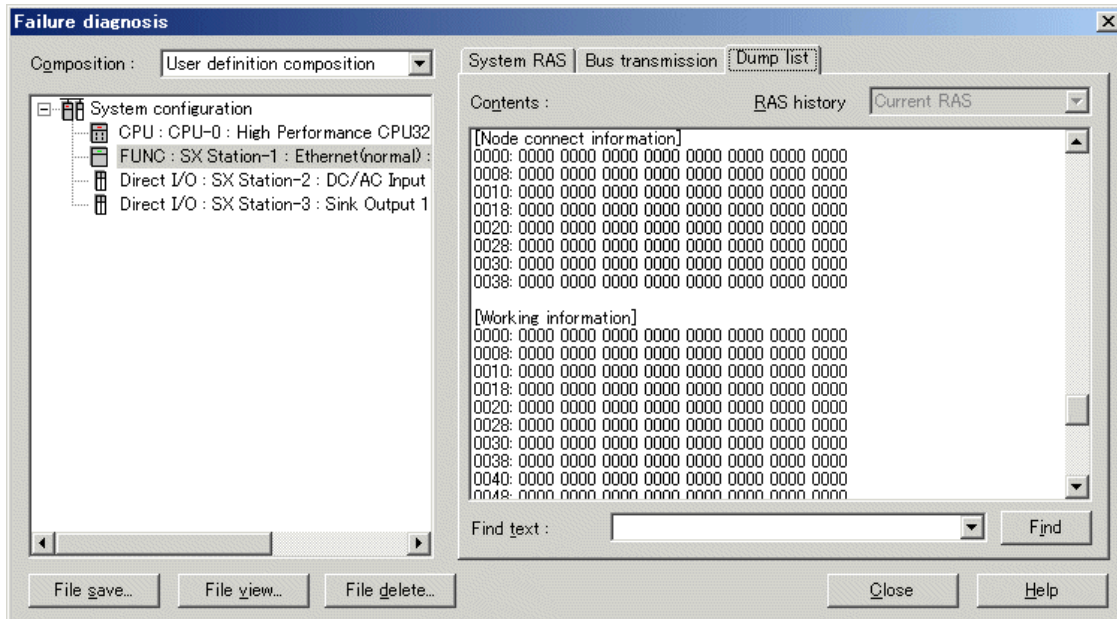 Failure diagnosis
Composition : User definition composition
System configuration
CPU : CPU-0 : High Performance CPU32
FUNC : SX Station-1 : Ethernet(normal) :
Direct I/O : SX Station-2 : DC/AC Input
Direct I/O : SX Station-3 : Sink Output 1
File save...
File view...
File delete...
System RAS
Bus transmission
Dump list
Contents :
RAS history
Current RAS
[Node connect information]
0000: 0000 0000 0000 0000 0000 0000 0000 0000
0008: 0000 0000 0000 0000 0000 0000 0000 0000
0010: 0000 0000 0000 0000 0000 0000 0000 0000
0018: 0000 0000 0000 0000 0000 0000 0000 0000
0020: 0000 0000 0000 0000 0000 0000 0000 0000
0028: 0000 0000 0000 0000 0000 0000 0000 0000
0030: 0000 0000 0000 0000 0000 0000 0000 0000
0038: 0000 0000 0000 0000 0000 0000 0000 0000
[Working information]
0000: 0000 0000 0000 0000 0000 0000 0000 0000
0008: 0000 0000 0000 0000 0000 0000 0000 0000
0010: 0000 0000 0000 0000 0000 0000 0000 0000
0018: 0000 0000 0000 0000 0000 0000 0000 0000
0020: 0000 0000 0000 0000 0000 0000 0000 0000
0028: 0000 0000 0000 0000 0000 0000 0000 0000
0030: 0000 0000 0000 0000 0000 0000 0000 0000
0038: 0000 0000 0000 0000 0000 0000 0000 0000
0040: 0000 0000 0000 0000 0000 0000 0000 0000
0048: 0000 0000 0000 0000 0000 0000 0000 0000
Find text :
Find
Close
Help